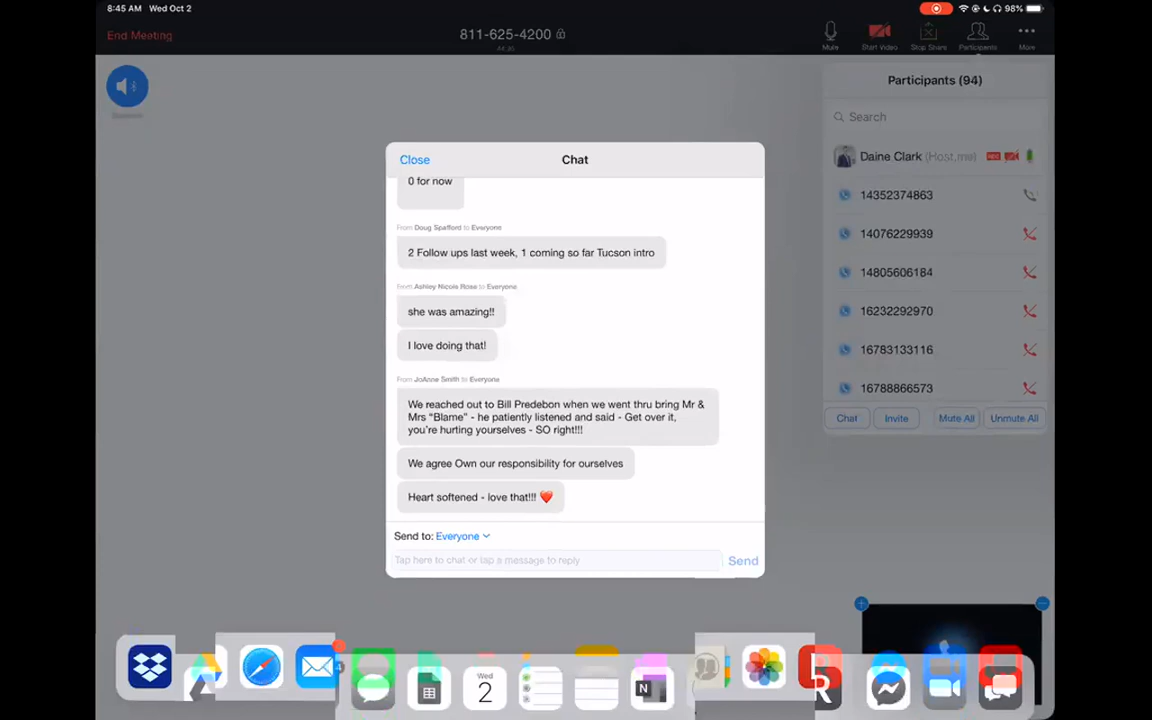 8:45 AM Wed Oct 2
98%
End Meeting
811-625-4200
44:36
Mute
Start Video
Stop Share
Participants
More
Participants (94)
Search
Daine Clark (Host,me)
REC
14352374863
14076229939
14805606184
16232292970
16783133116
16788866573
Chat
Invite
Mute All
Unmute All
Close
Chat
0 for now
From Doug Spafford to Everyone
2 Follow ups last week, 1 coming so far Tucson intro
From Ashley Nicole Rose to Everyone
she was amazing!!
I love doing that!
From JoAnne Smith to Everyone
We reached out to Bill Predebon when we went thru bring Mr &
Mrs “Blame” - he patiently listened and said - Get over it,
you’re hurting yourselves - SO right!!!
We agree Own our responsibility for ourselves
Heart softened - love that!!! ❤️
Send to: Everyone
Tap here to chat or tap a message to reply
Send
4
Wed
2
N
R